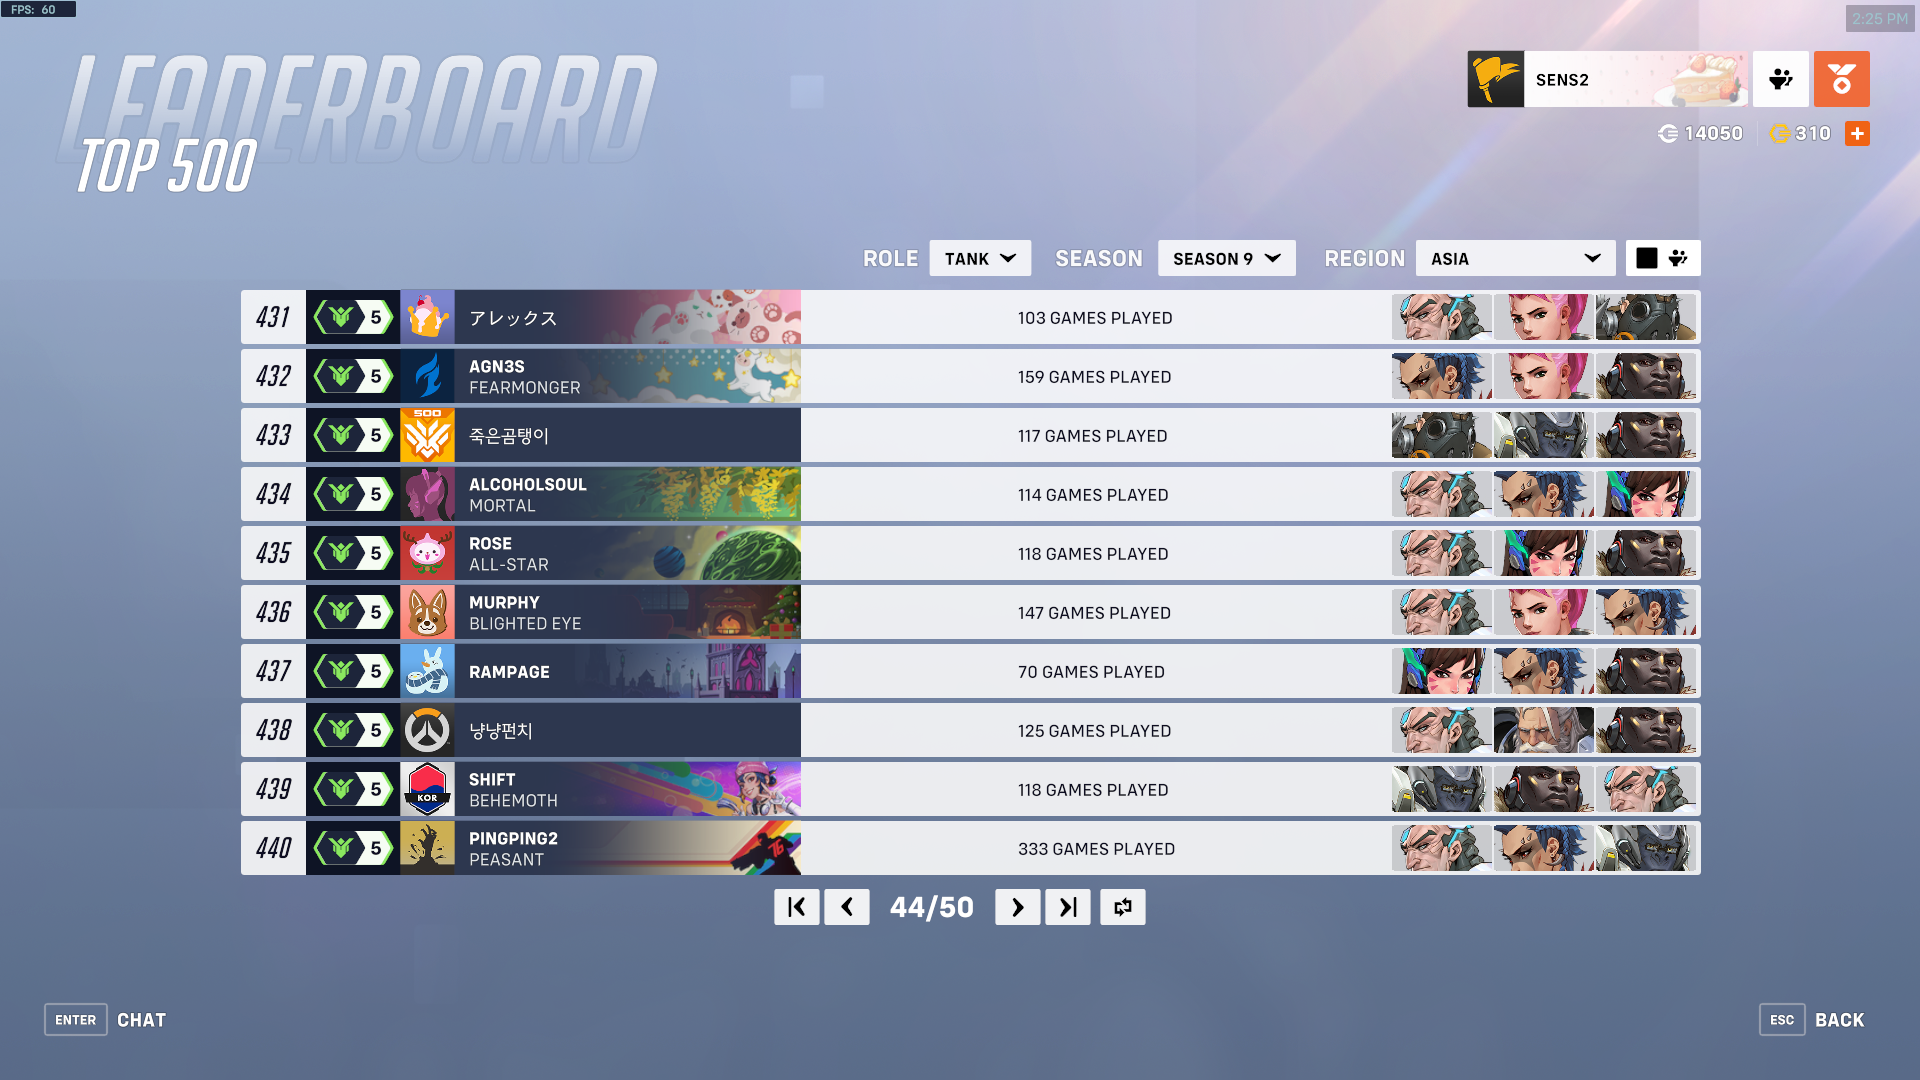 FPS: 60
2:25 PM
LEADERBOARD
TOP 500
SENS2
14050
310
ROLE TANK SEASON SEASON 9 REGION ASIA
431 5 アレックス 103 GAMES PLAYED
432 5 AGN3S 159 GAMES PLAYED
FEARMONGER
433 5 500 죽은곰탱이 117 GAMES PLAYED
434 5 ALCOHOLSOUL 114 GAMES PLAYED
MORTAL
435 5 ROSE 118 GAMES PLAYED
ALL-STAR
436 5 MURPHY 147 GAMES PLAYED
BLIGHTED EYE
437 5 RAMPAGE 70 GAMES PLAYED
438 5 냥냥펀치 125 GAMES PLAYED
439 5 KOR SHIFT 118 GAMES PLAYED
BEHEMOTH
440 5 PINGPING2 333 GAMES PLAYED
PEASANT
76
44/50
ENTER CHAT
ESC BACK